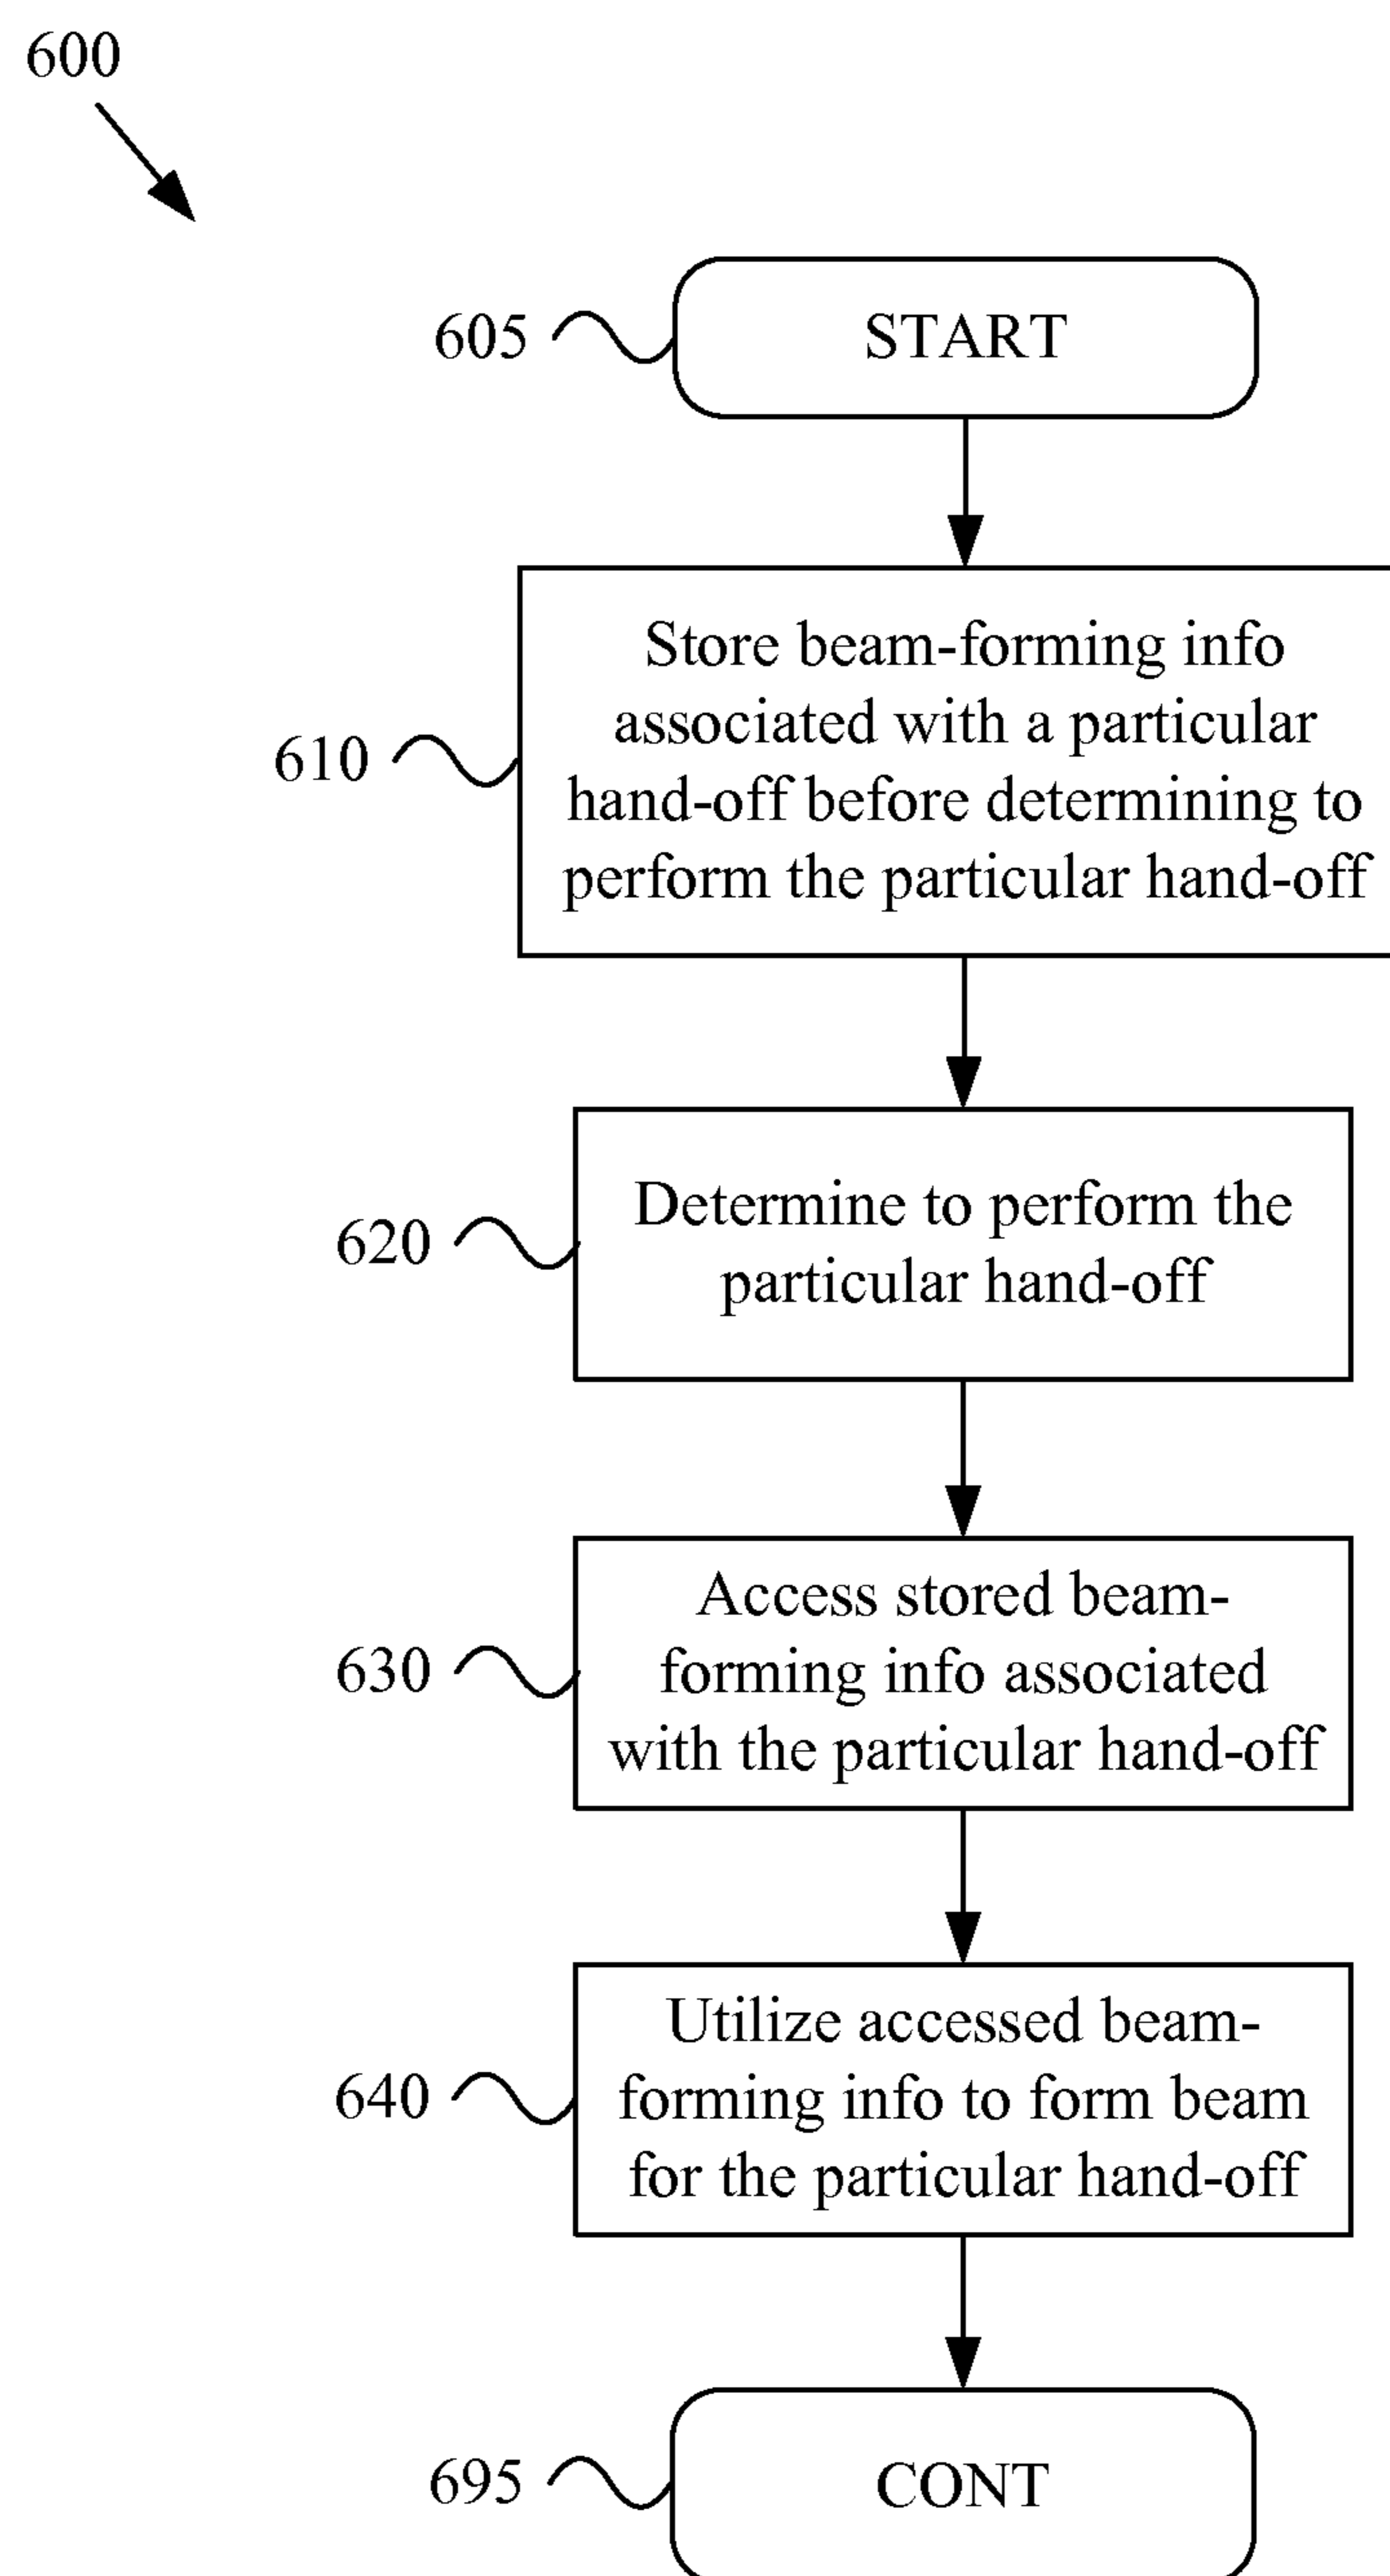 600
605
START
610
Store beam-forming info
associated with a particular
hand-off before determining to
perform the particular hand-off
620
Determine to perform the
particular hand-off
630
Access stored beam-
forming info associated
with the particular hand-off
640
Utilize accessed beam-
forming info to form beam
for the particular hand-off
695
CONT